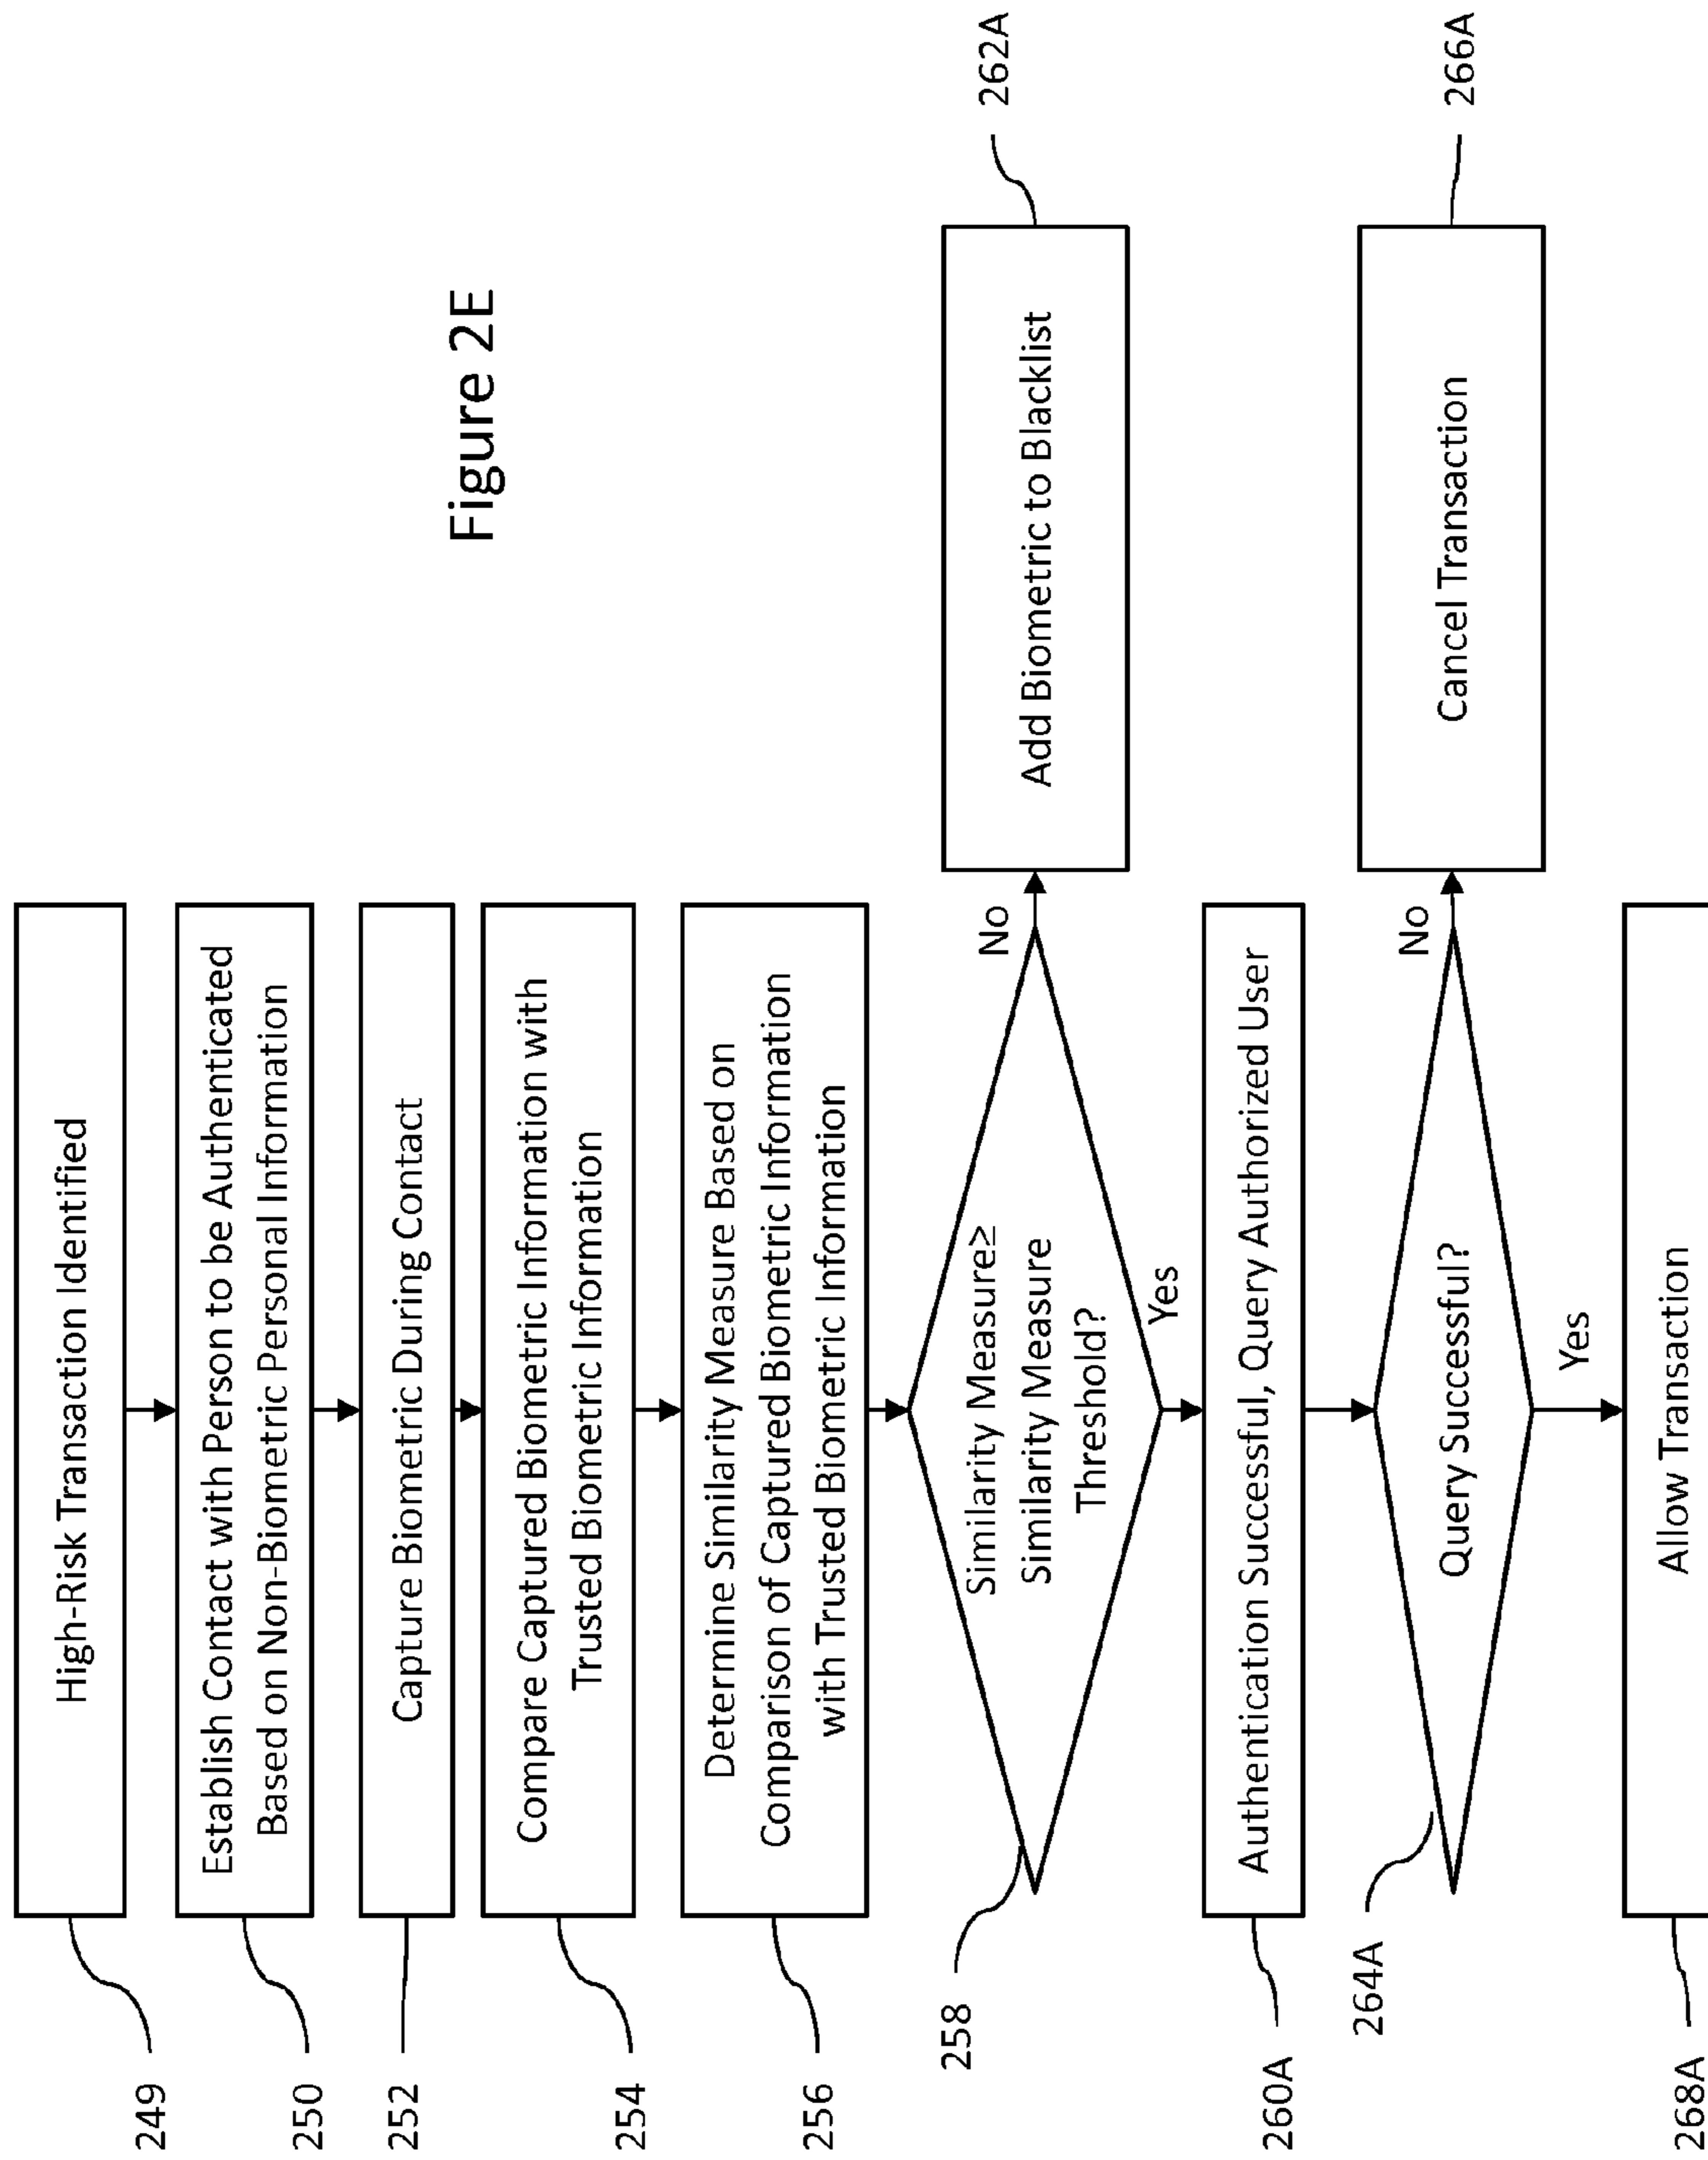 Figure 2E
249
High-Risk Transaction Identified
250
Establish Contact with Person to be Authenticated
Based on Non-Biometric Personal Information
252
Capture Biometric During Contact
254
Compare Captured Biometric Information with
Trusted Biometric Information
256
Determine Similarity Measure Based on
Comparison of Captured Biometric Information
with Trusted Biometric Information
258
Similarity Measure≥
Similarity Measure
Threshold?
No
Add Biometric to Blacklist
262A
Yes
260A
Authentication Successful, Query Authorized User
264A
Query Successful?
No
Cancel Transaction
266A
Yes
268A
Allow Transaction